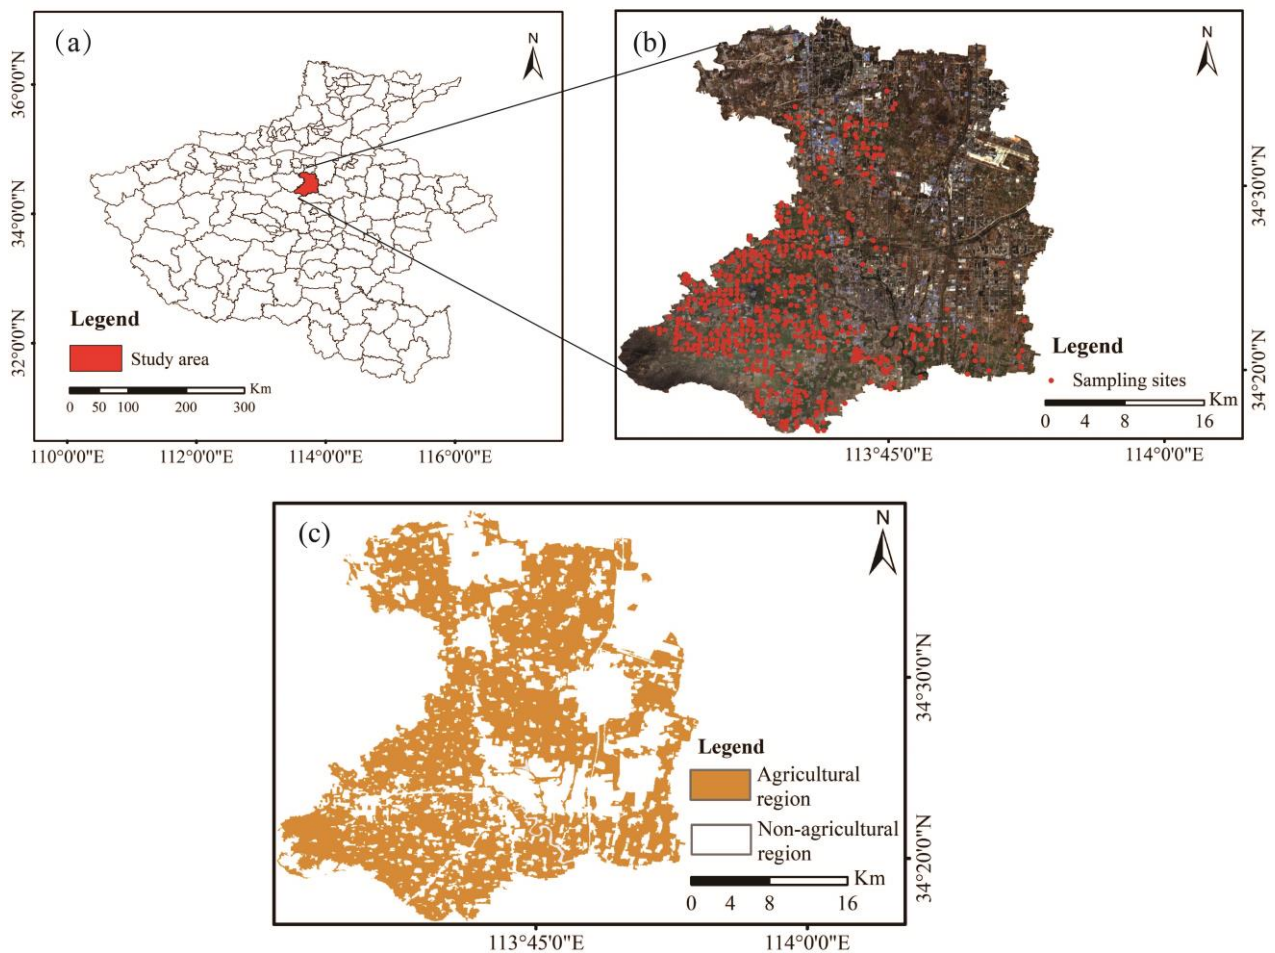 (a)
N
36°0'0"N
34°0'0"N
32°0'0"N
Legend
Study area
Km
0 50 100 200 300
110°0'0"E 112°0'0"E 114°0'0"E 116°0'0"E
(b)
N
34°30'0"N
34°20'0"N
Legend
Sampling sites
Km
0 4 8 16
113°45'0"E 114°0'0"E
(c)
N
34°30'0"N
34°20'0"N
Legend
Agricultural
region
Non-agricultural
region
Km
0 4 8 16
113°45'0"E 114°0'0"E